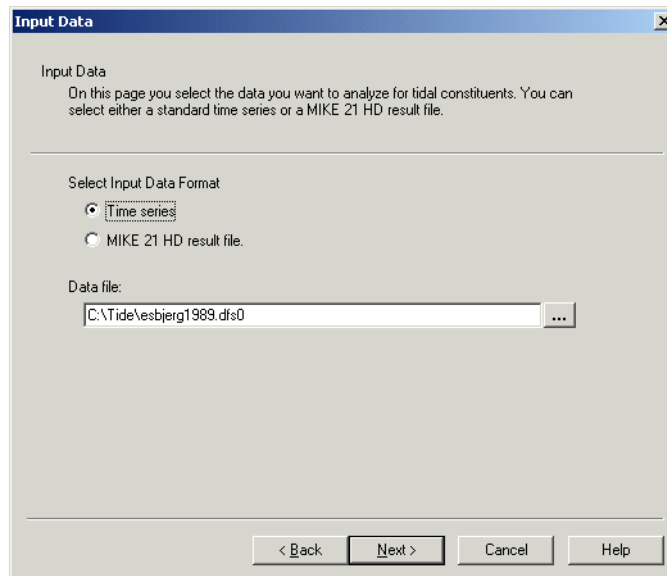 Input Data
Input Data
On this page you select the data you want to analyze for tidal constituents. You can
select either a standard time series or a MIKE 21 HD result file.
Select Input Data Format
Time series
MIKE 21 HD result file.
Data file:
C:\Tide\esbjerg1989.dfs0
...
< Back
Next >
Cancel
Help